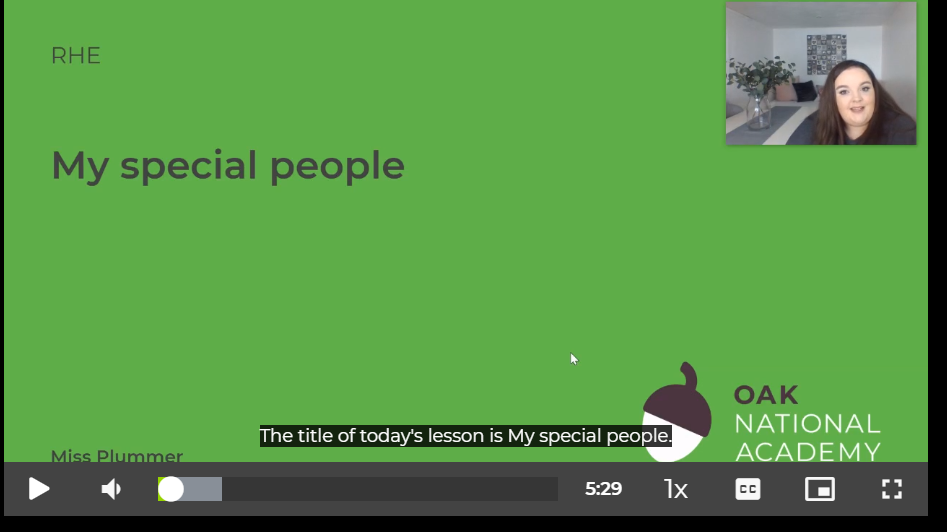 RHE
My special people
OAK
NATIONAL
ACADEMY
The title of today's lesson is My special people.
Miss Plummer
5:29
1x
CC